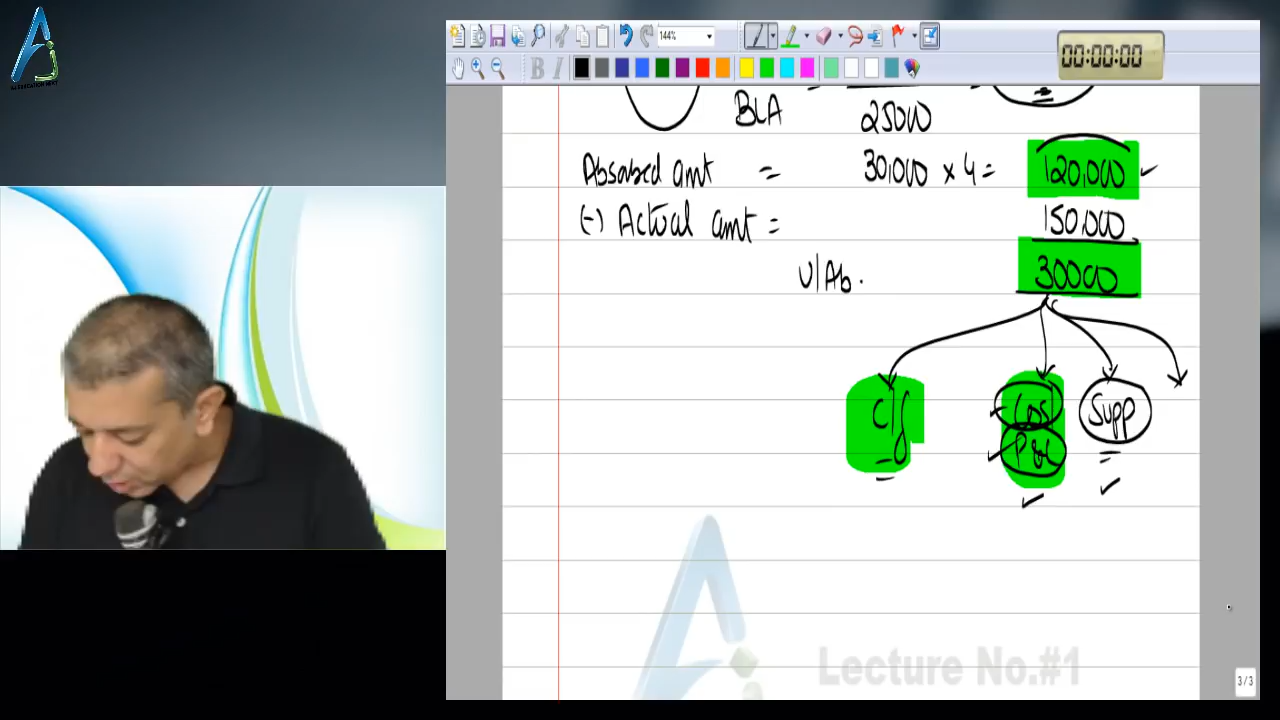 144%
00:00:00
BLA = 25000 =
Absorbed amt = 30,000 x 4 = 120,000
(-) Actual amt = 150,000
U/Ab. 30000
C/f Supp
P&L
Lecture No.#1
3/3